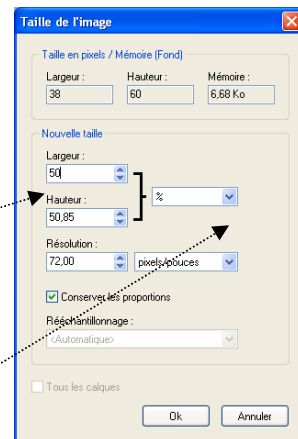 Taille de l'image
Taille en pixels / Mémoire (Fond)
Largeur : Hauteur : Mémoire :
38 60 6,68 Ko
Nouvelle taille
Largeur :
50
%
Hauteur :
50,85
Résolution :
72,00 pixels/pouces
Conserver les proportions
Rééchantillonnage :
<Automatique>
Tous les calques
Ok Annuler